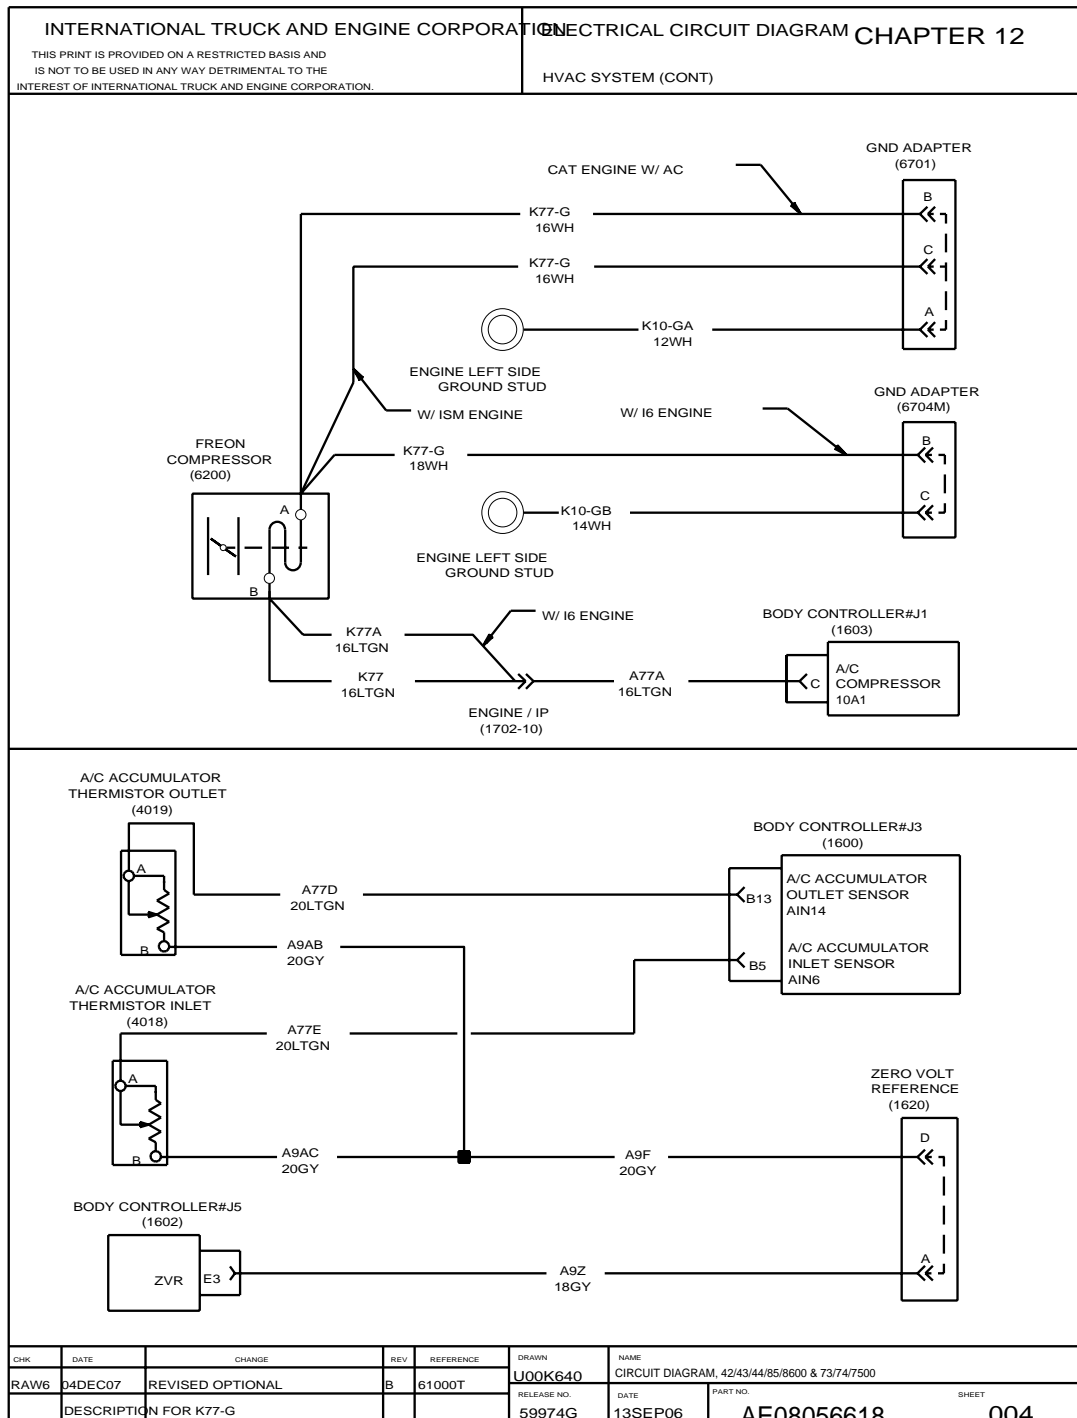 INTERNATIONAL TRUCK AND ENGINE CORPORATION
ELECTRICAL CIRCUIT DIAGRAM CHAPTER 12
THIS PRINT IS PROVIDED ON A RESTRICTED BASIS AND
IS NOT TO BE USED IN ANY WAY DETRIMENTAL TO THE
INTEREST OF INTERNATIONAL TRUCK AND ENGINE CORPORATION.
HVAC SYSTEM (CONT)
GND ADAPTER
(6701)
CAT ENGINE W/ AC
B
K77-G
16WH
C
K77-G
16WH
A
K10-GA
12WH
ENGINE LEFT SIDE
GROUND STUD
W/ ISM ENGINE
W/ I6 ENGINE
GND ADAPTER
(6704M)
B
FREON
COMPRESSOR
(6200)
K77-G
18WH
C
A
K10-GB
14WH
ENGINE LEFT SIDE
GROUND STUD
B
W/ I6 ENGINE
K77A
16LTGN
K77
16LTGN
A77A
16LTGN
ENGINE / IP
(1702-10)
BODY CONTROLLER#J1
(1603)
C
A/C
COMPRESSOR
10A1
A/C ACCUMULATOR
THERMISTOR OUTLET
(4019)
A
B
A77D
20LTGN
A9AB
20GY
BODY CONTROLLER#J3
(1600)
B13
A/C ACCUMULATOR
OUTLET SENSOR
AIN14
B5
A/C ACCUMULATOR
INLET SENSOR
AIN6
A/C ACCUMULATOR
THERMISTOR INLET
(4018)
A
B
A77E
20LTGN
A9AC
20GY
A9F
20GY
ZERO VOLT
REFERENCE
(1620)
D
A
BODY CONTROLLER#J5
(1602)
ZVR
E3
A9Z
18GY
CHK DATE CHANGE REV REFERENCE DRAWN NAME
RAW6 04DEC07 REVISED OPTIONAL B 61000T U00K640 CIRCUIT DIAGRAM, 42/43/44/85/8600 & 73/74/7500
RELEASE NO. DATE PART NO. SHEET
DESCRIPTION FOR K77-G 59974G 13SEP06 AE08056618 004